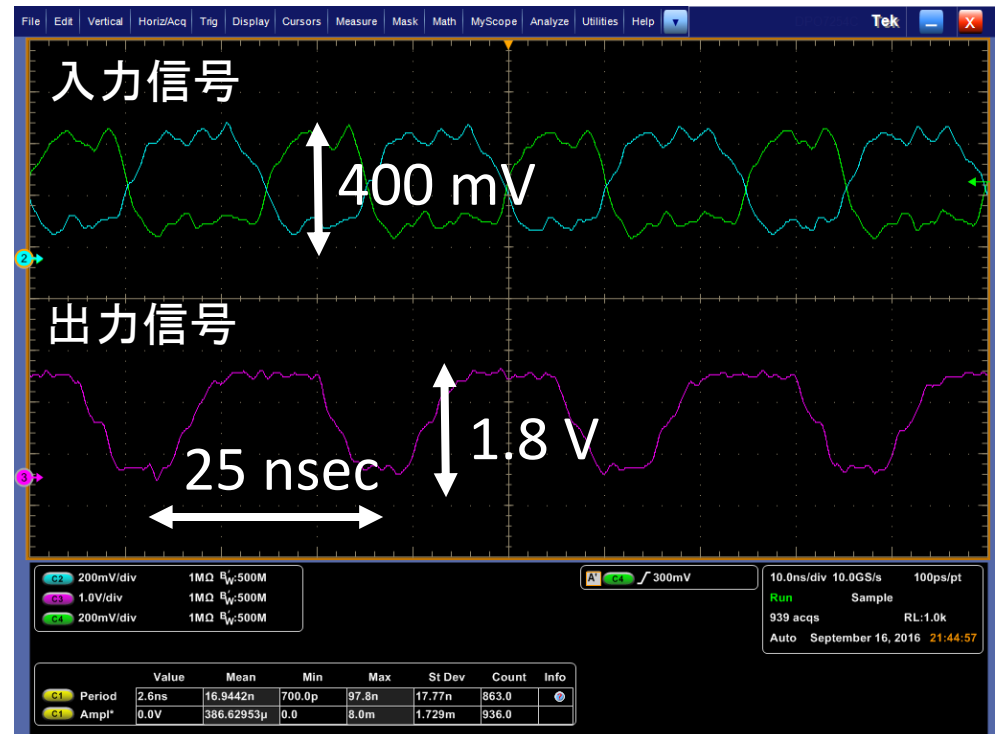 File Edit Vertical Horiz/Acq Trig Display Cursors Measure Mask Math MyScope Analyze Utilities Help Tek X
入力信号
400 mV
2
出力信号
1.8 V
3
25 nsec
C2 200mV/div 1MΩ BW:500M
C3 1.0V/div 1MΩ BW:500M
C4 200mV/div 1MΩ BW:500M
A' C4 300mV
10.0ns/div 10.0GS/s 100ps/pt
Run Sample
939 acqs RL:1.0k
Auto September 16, 2016 21:44:57
Value Mean Min Max St Dev Count Info
C1 Period 2.6ns 16.9442n 700.0p 97.8n 17.77n 863.0
C1 Ampl* 0.0V 386.62953µ 0.0 8.0m 1.729m 936.0